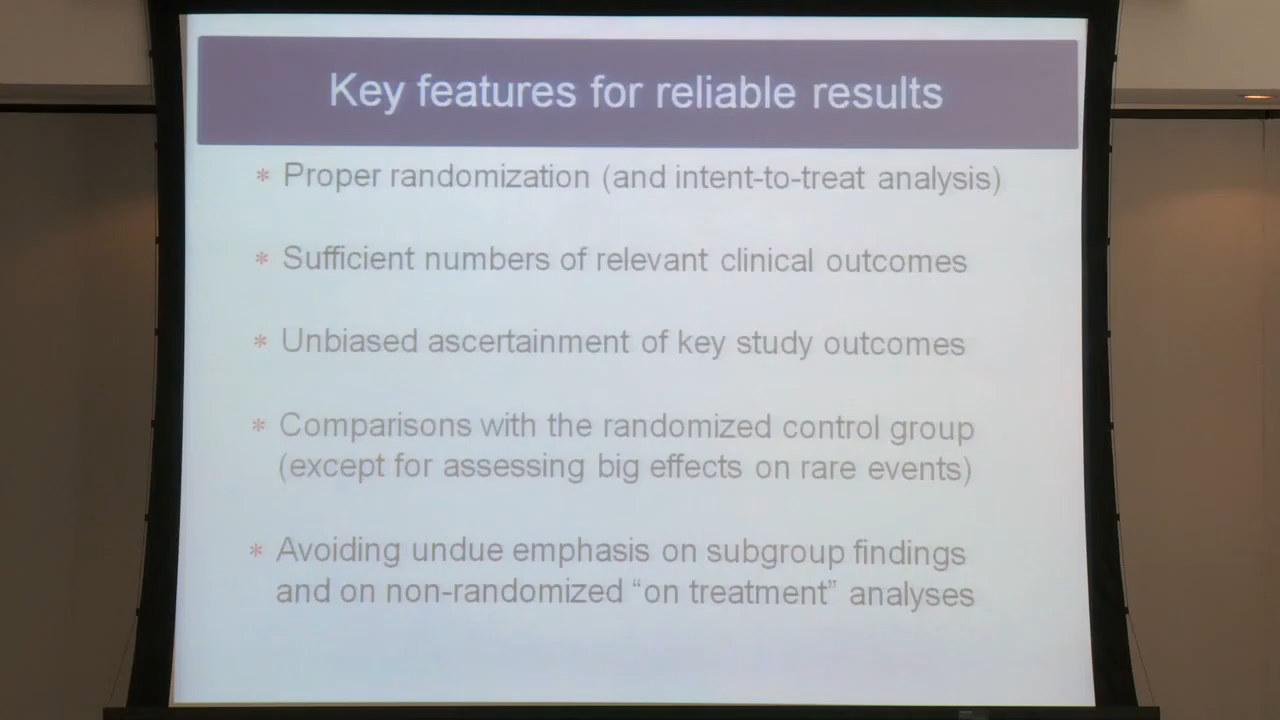 Key features for reliable results
* Proper randomization (and intent-to-treat analysis)
* Sufficient numbers of relevant clinical outcomes
* Unbiased ascertainment of key study outcomes
* Comparisons with the randomized control group
(except for assessing big effects on rare events)
* Avoiding undue emphasis on subgroup findings
and on non-randomized “on treatment” analyses